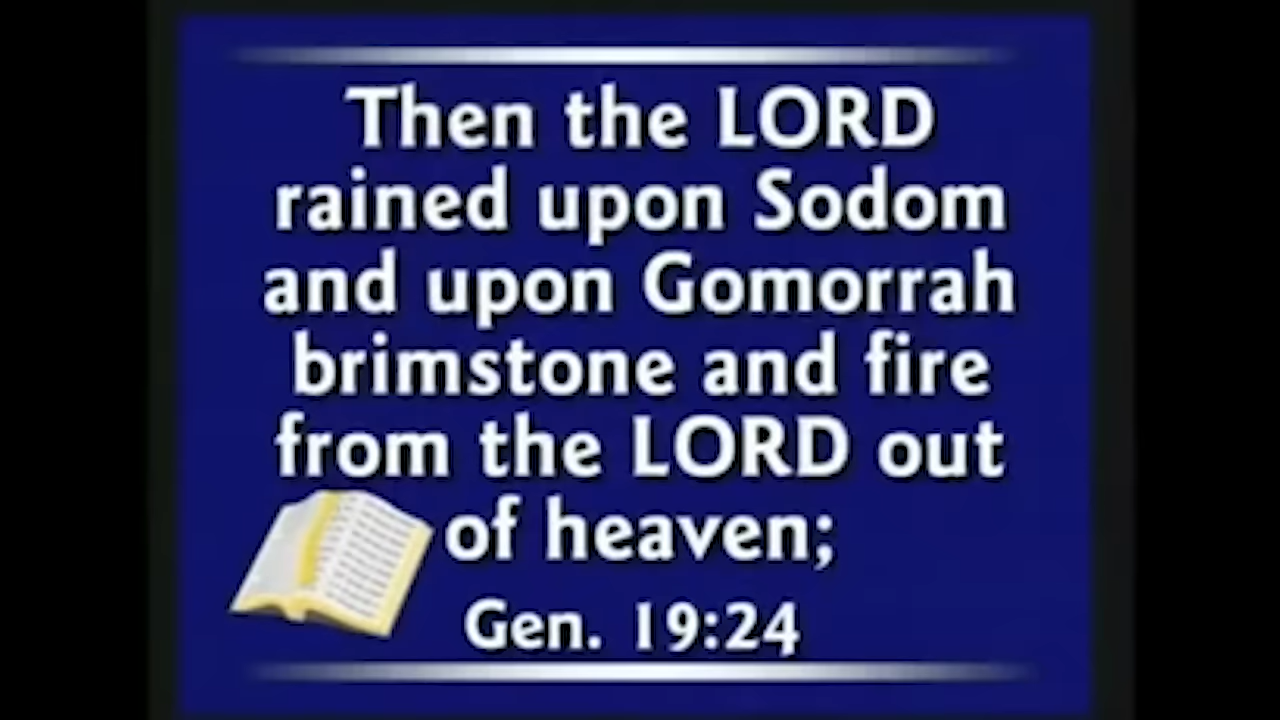 Then the LORD
rained upon Sodom
and upon Gomorrah
brimstone and fire
from the LORD out
of heaven;
Gen. 19:24